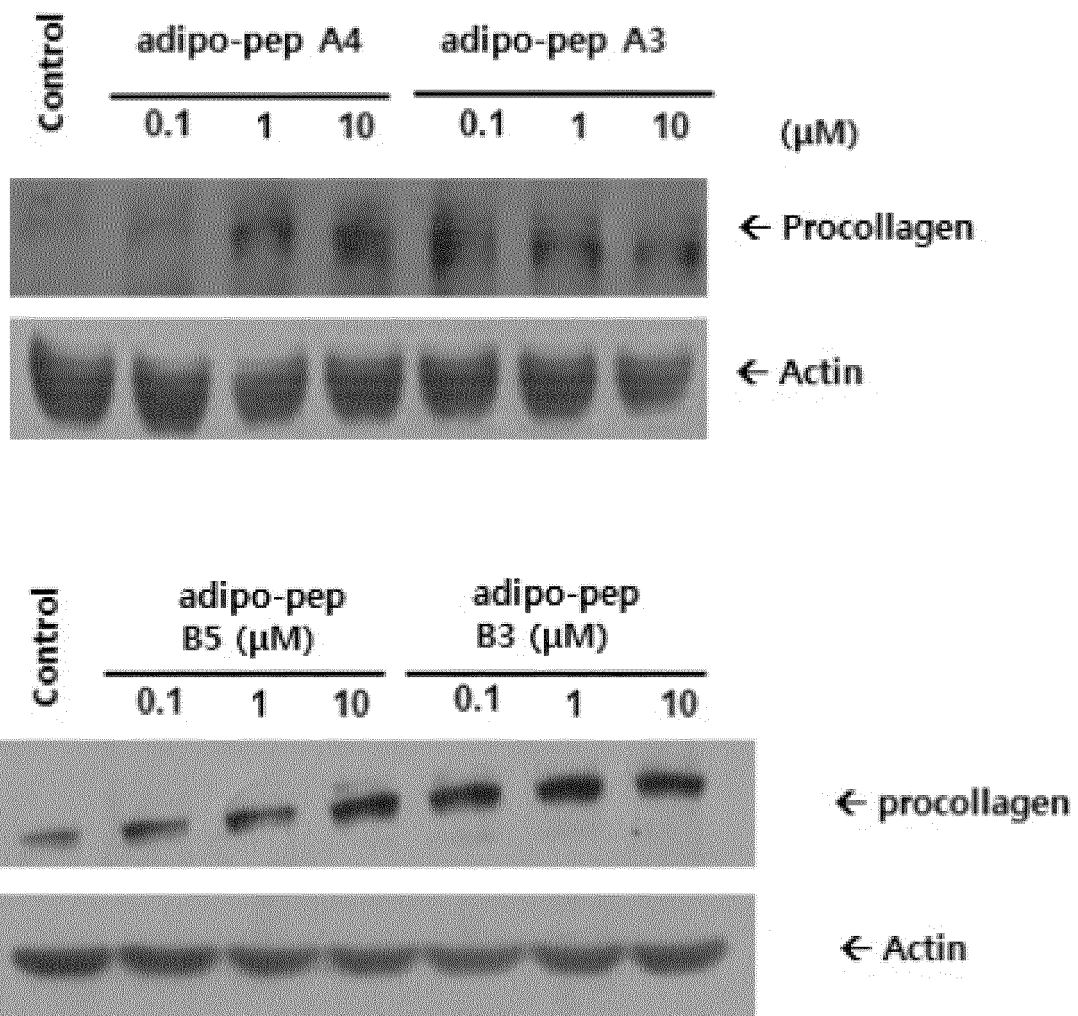 Control
adipo-pep A4
adipo-pep A3
0.1 1 10 0.1 1 10 (μM)
← Procollagen
← Actin
Control
adipo-pep
B5 (μM)
adipo-pep
B3 (μM)
0.1 1 10 0.1 1 10
← procollagen
← Actin